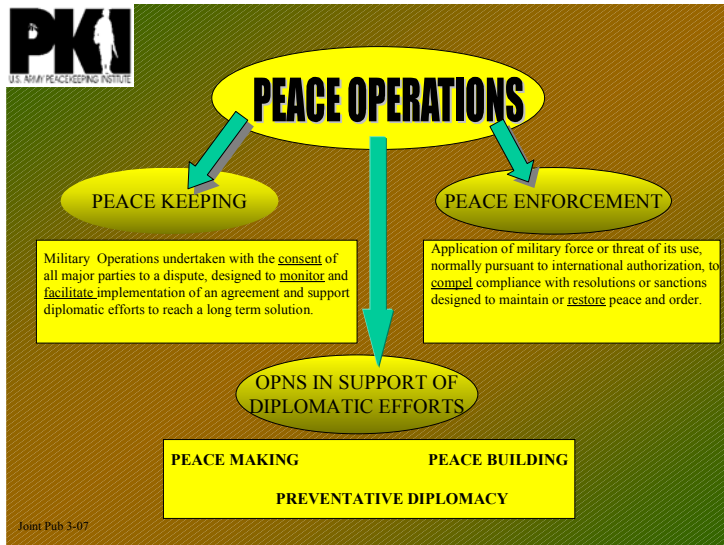 PKI
U.S. ARMY PEACEKEEPING INSTITUTE
PEACE OPERATIONS
PEACE KEEPING
Military Operations undertaken with the consent of
all major parties to a dispute, designed to monitor and
facilitate implementation of an agreement and support
diplomatic efforts to reach a long term solution.
PEACE ENFORCEMENT
Application of military force or threat of its use,
normally pursuant to international authorization, to
compel compliance with resolutions or sanctions
designed to maintain or restore peace and order.
OPNS IN SUPPORT OF
DIPLOMATIC EFFORTS
PEACE MAKING PEACE BUILDING
PREVENTATIVE DIPLOMACY
Joint Pub 3-07